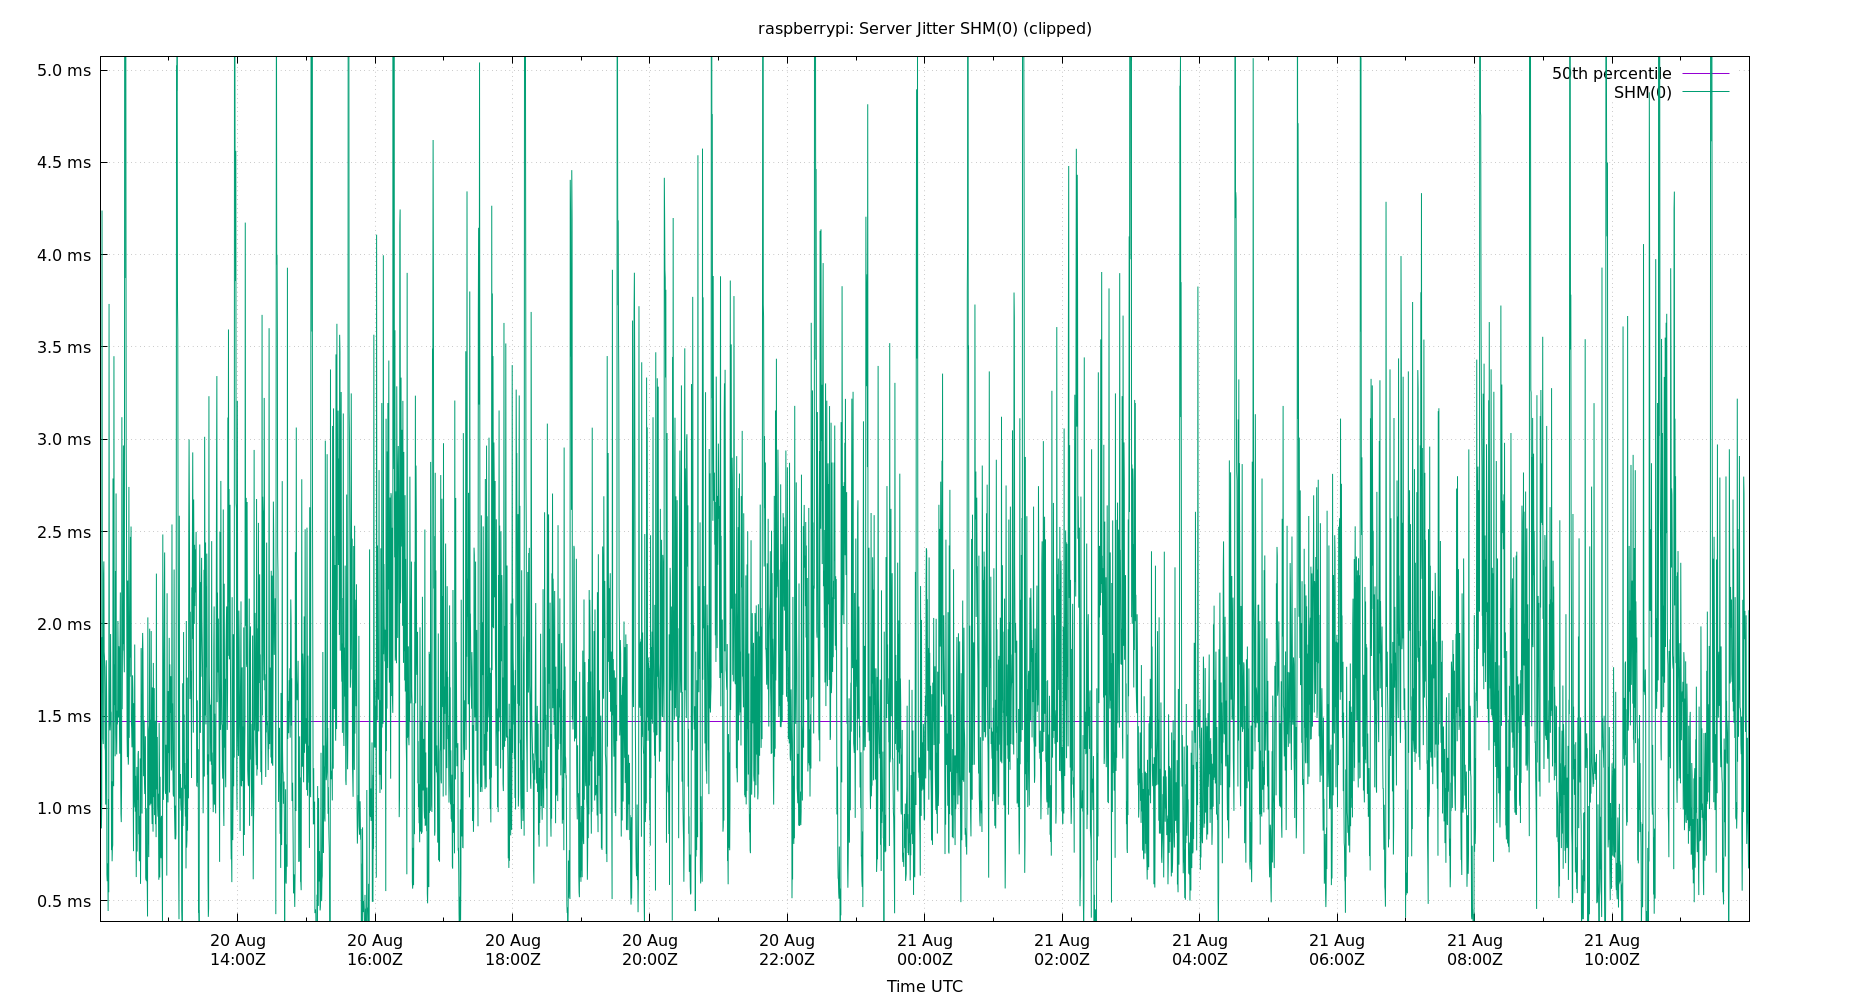 raspberrypi: Server Jitter SHM(0) (clipped)
50th percentile
SHM(0)
5.0 ms
4.5 ms
4.0 ms
3.5 ms
3.0 ms
2.5 ms
2.0 ms
1.5 ms
1.0 ms
0.5 ms
20 Aug 20 Aug 20 Aug 20 Aug 20 Aug 21 Aug 21 Aug 21 Aug 21 Aug 21 Aug 21 Aug
14:00Z 16:00Z 18:00Z 20:00Z 22:00Z 00:00Z 02:00Z 04:00Z 06:00Z 08:00Z 10:00Z
Time UTC